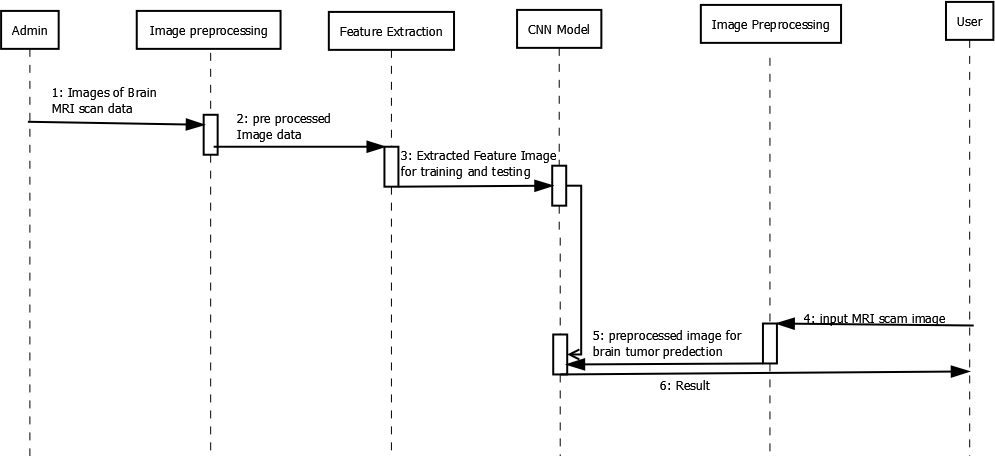 Admin
Image preprocessing
Feature Extraction
CNN Model
Image Preprocessing
User
1: Images of Brain
MRI scan data
2: pre processed
Image data
3: Extracted Feature Image
for training and testing
4: input MRI scam image
5: preprocessed image for
brain tumor predection
6: Result